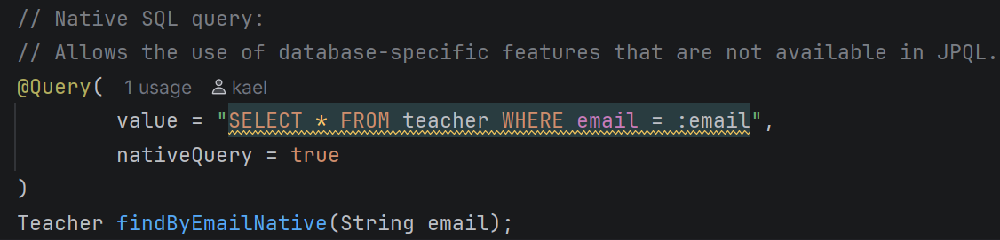 // Native SQL query:
// Allows the use of database-specific features that are not available in JPQL.
@Query( 1 usage kael
value = "SELECT * FROM teacher WHERE email = :email",
nativeQuery = true
)
Teacher findByEmailNative(String email);